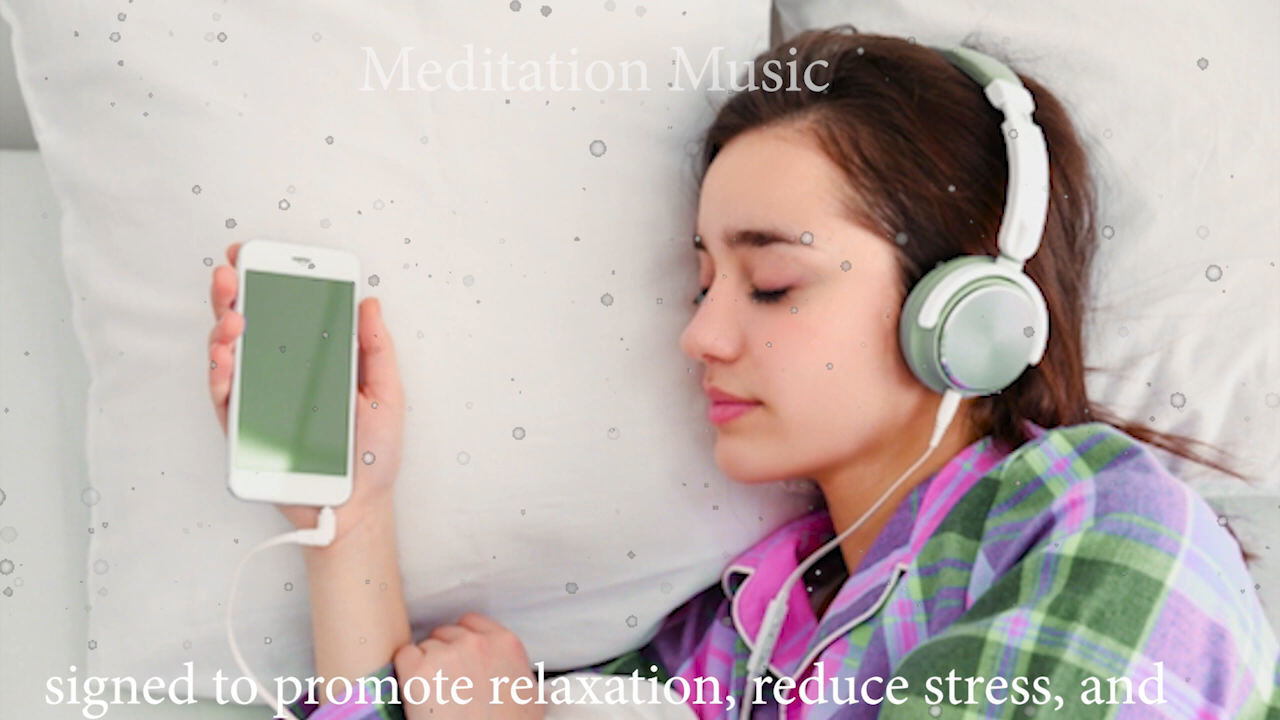 Meditation Music
signed to promote relaxation, reduce stress, and